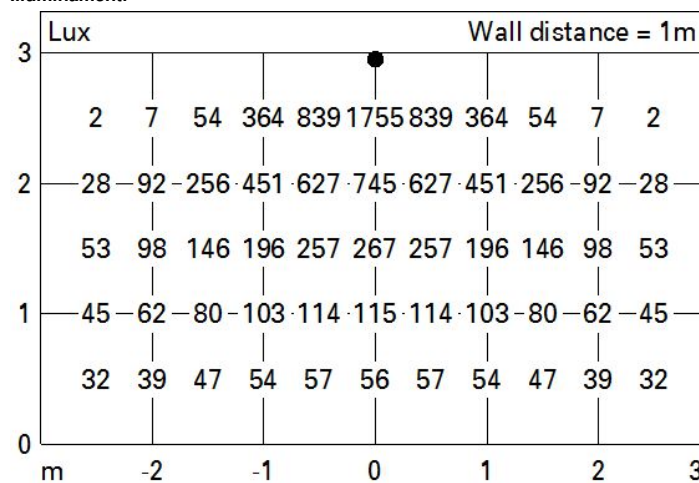 Lux Wall distance = 1m
3
2 7 54 364 839 1755 839 364 54 7 2
2 28 92 256 451 627 745 627 451 256 92 28
53 98 146 196 257 267 257 196 146 98 53
1 45 62 80 103 114 115 114 103 80 62 45
32 39 47 54 57 56 57 54 47 39 32
0
m -2 -1 0 1 2 3